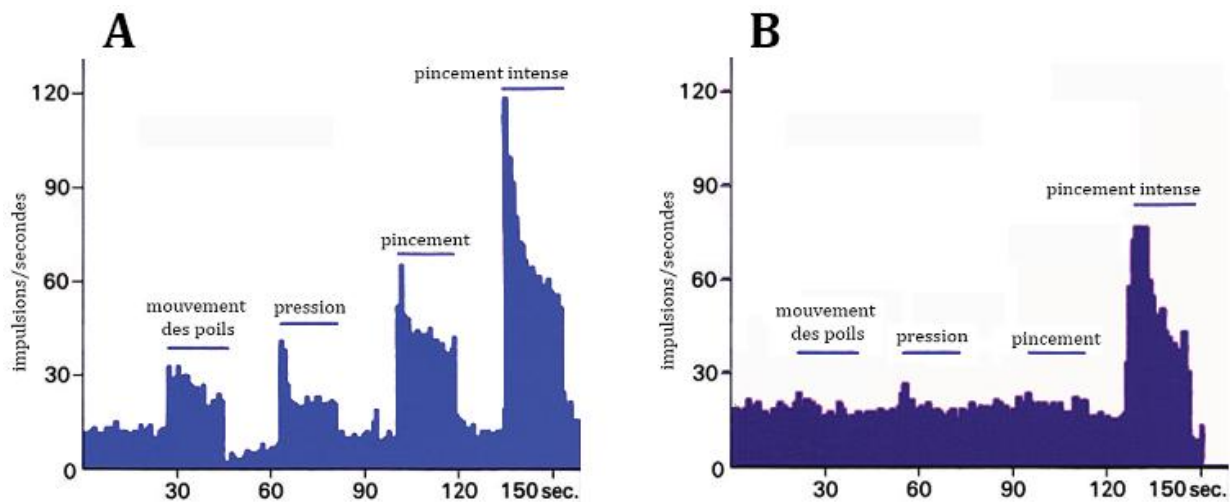 A
impulsions/secondes
120
90
60
30
0
mouvement
des poils
pression
pincement
pincement intense
30
60
90
120
150 sec.
B
impulsions/secondes
120
90
60
30
0
mouvement
des poils
pression
pincement
pincement intense
30
60
90
120
150 sec.